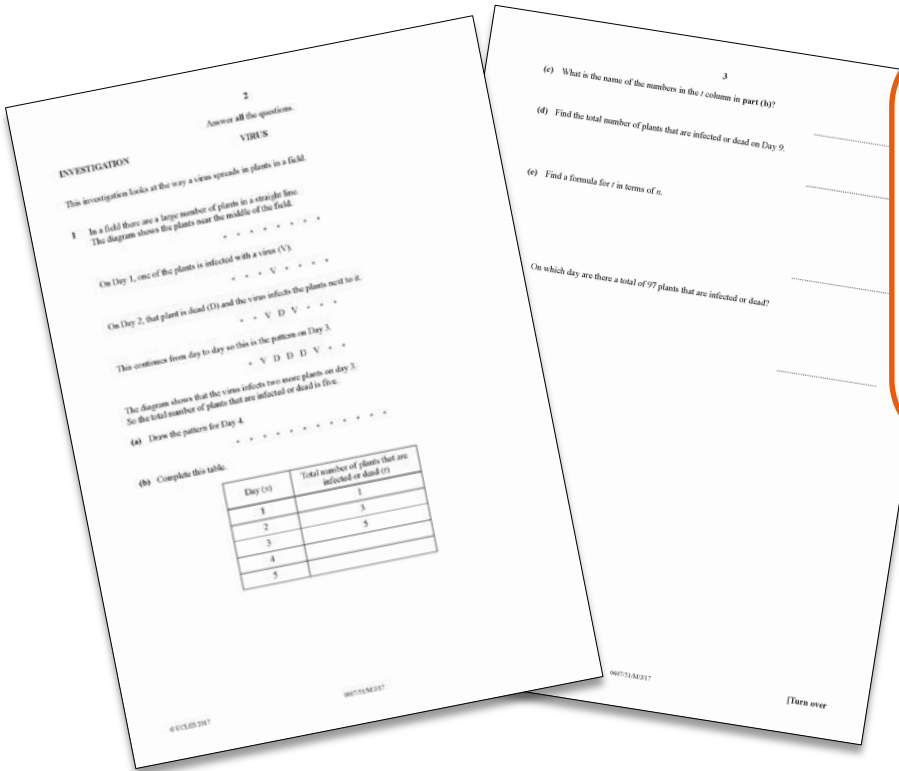 2
Answer all the questions.
INVESTIGATION
VIRUS
This investigation looks at the way a virus spreads in plants in a field.
1 In a field there are a large number of plants in a straight line.
The diagram shows the plants near the middle of the field.
On Day 1, one of the plants is infected with a virus (V).
V
On Day 2, that plant is dead (D) and the virus infects the plants next to it.
V D V
This continues from day to day so this is the pattern on Day 3.
V D D D V
The diagram shows that the virus infects two more plants on day 3.
So the total number of plants that are infected or dead is five.
(a) Draw the pattern for Day 4.
(b) Complete this table.
Day (n)
Total number of plants that are
infected or dead (t)
1 1
2 3
3 5
4
5
© UCLES 2017
0607/51/M/J/17
3
(c) What is the name of the numbers in the t column in part (b)?
(d) Find the total number of plants that are infected or dead on Day 9.
(e) Find a formula for t in terms of n.
On which day are there a total of 97 plants that are infected or dead?
0607/51/M/J/17
[Turn over